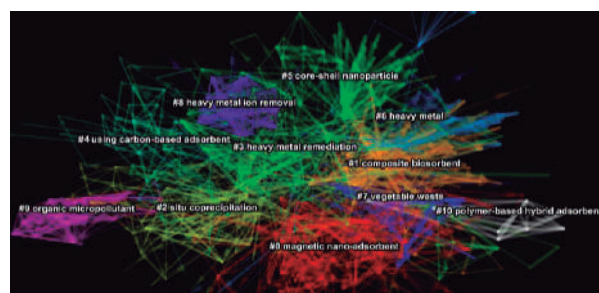 #5 core-shell nanoparticle
#8 heavy metal ion removal
#6 heavy metal
#4 using carbon-based adsorbent
#3 heavy metal remediation
#1 composite biosorbent
#7 vegetable waste
#9 organic micropollutant
#2 situ coprecipitation
#10 polymer-based hybrid adsorben
#0 magnetic nano-adsorbent